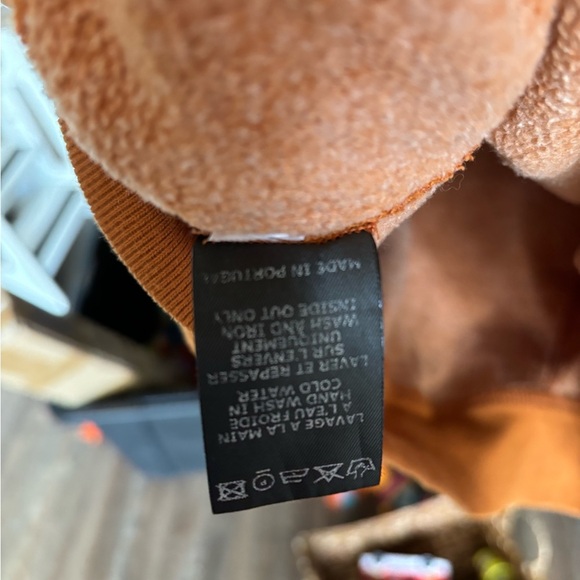 LAVAGE A LA MAIN
A L'EAU FROIDE
HAND WASH IN
COLD WATER
LAVER ET REPASSER
SUR L'ENVERS
UNIQUEMENT
WASH AND IRON
INSIDE OUT ONLY
MADE IN PORTUGAL